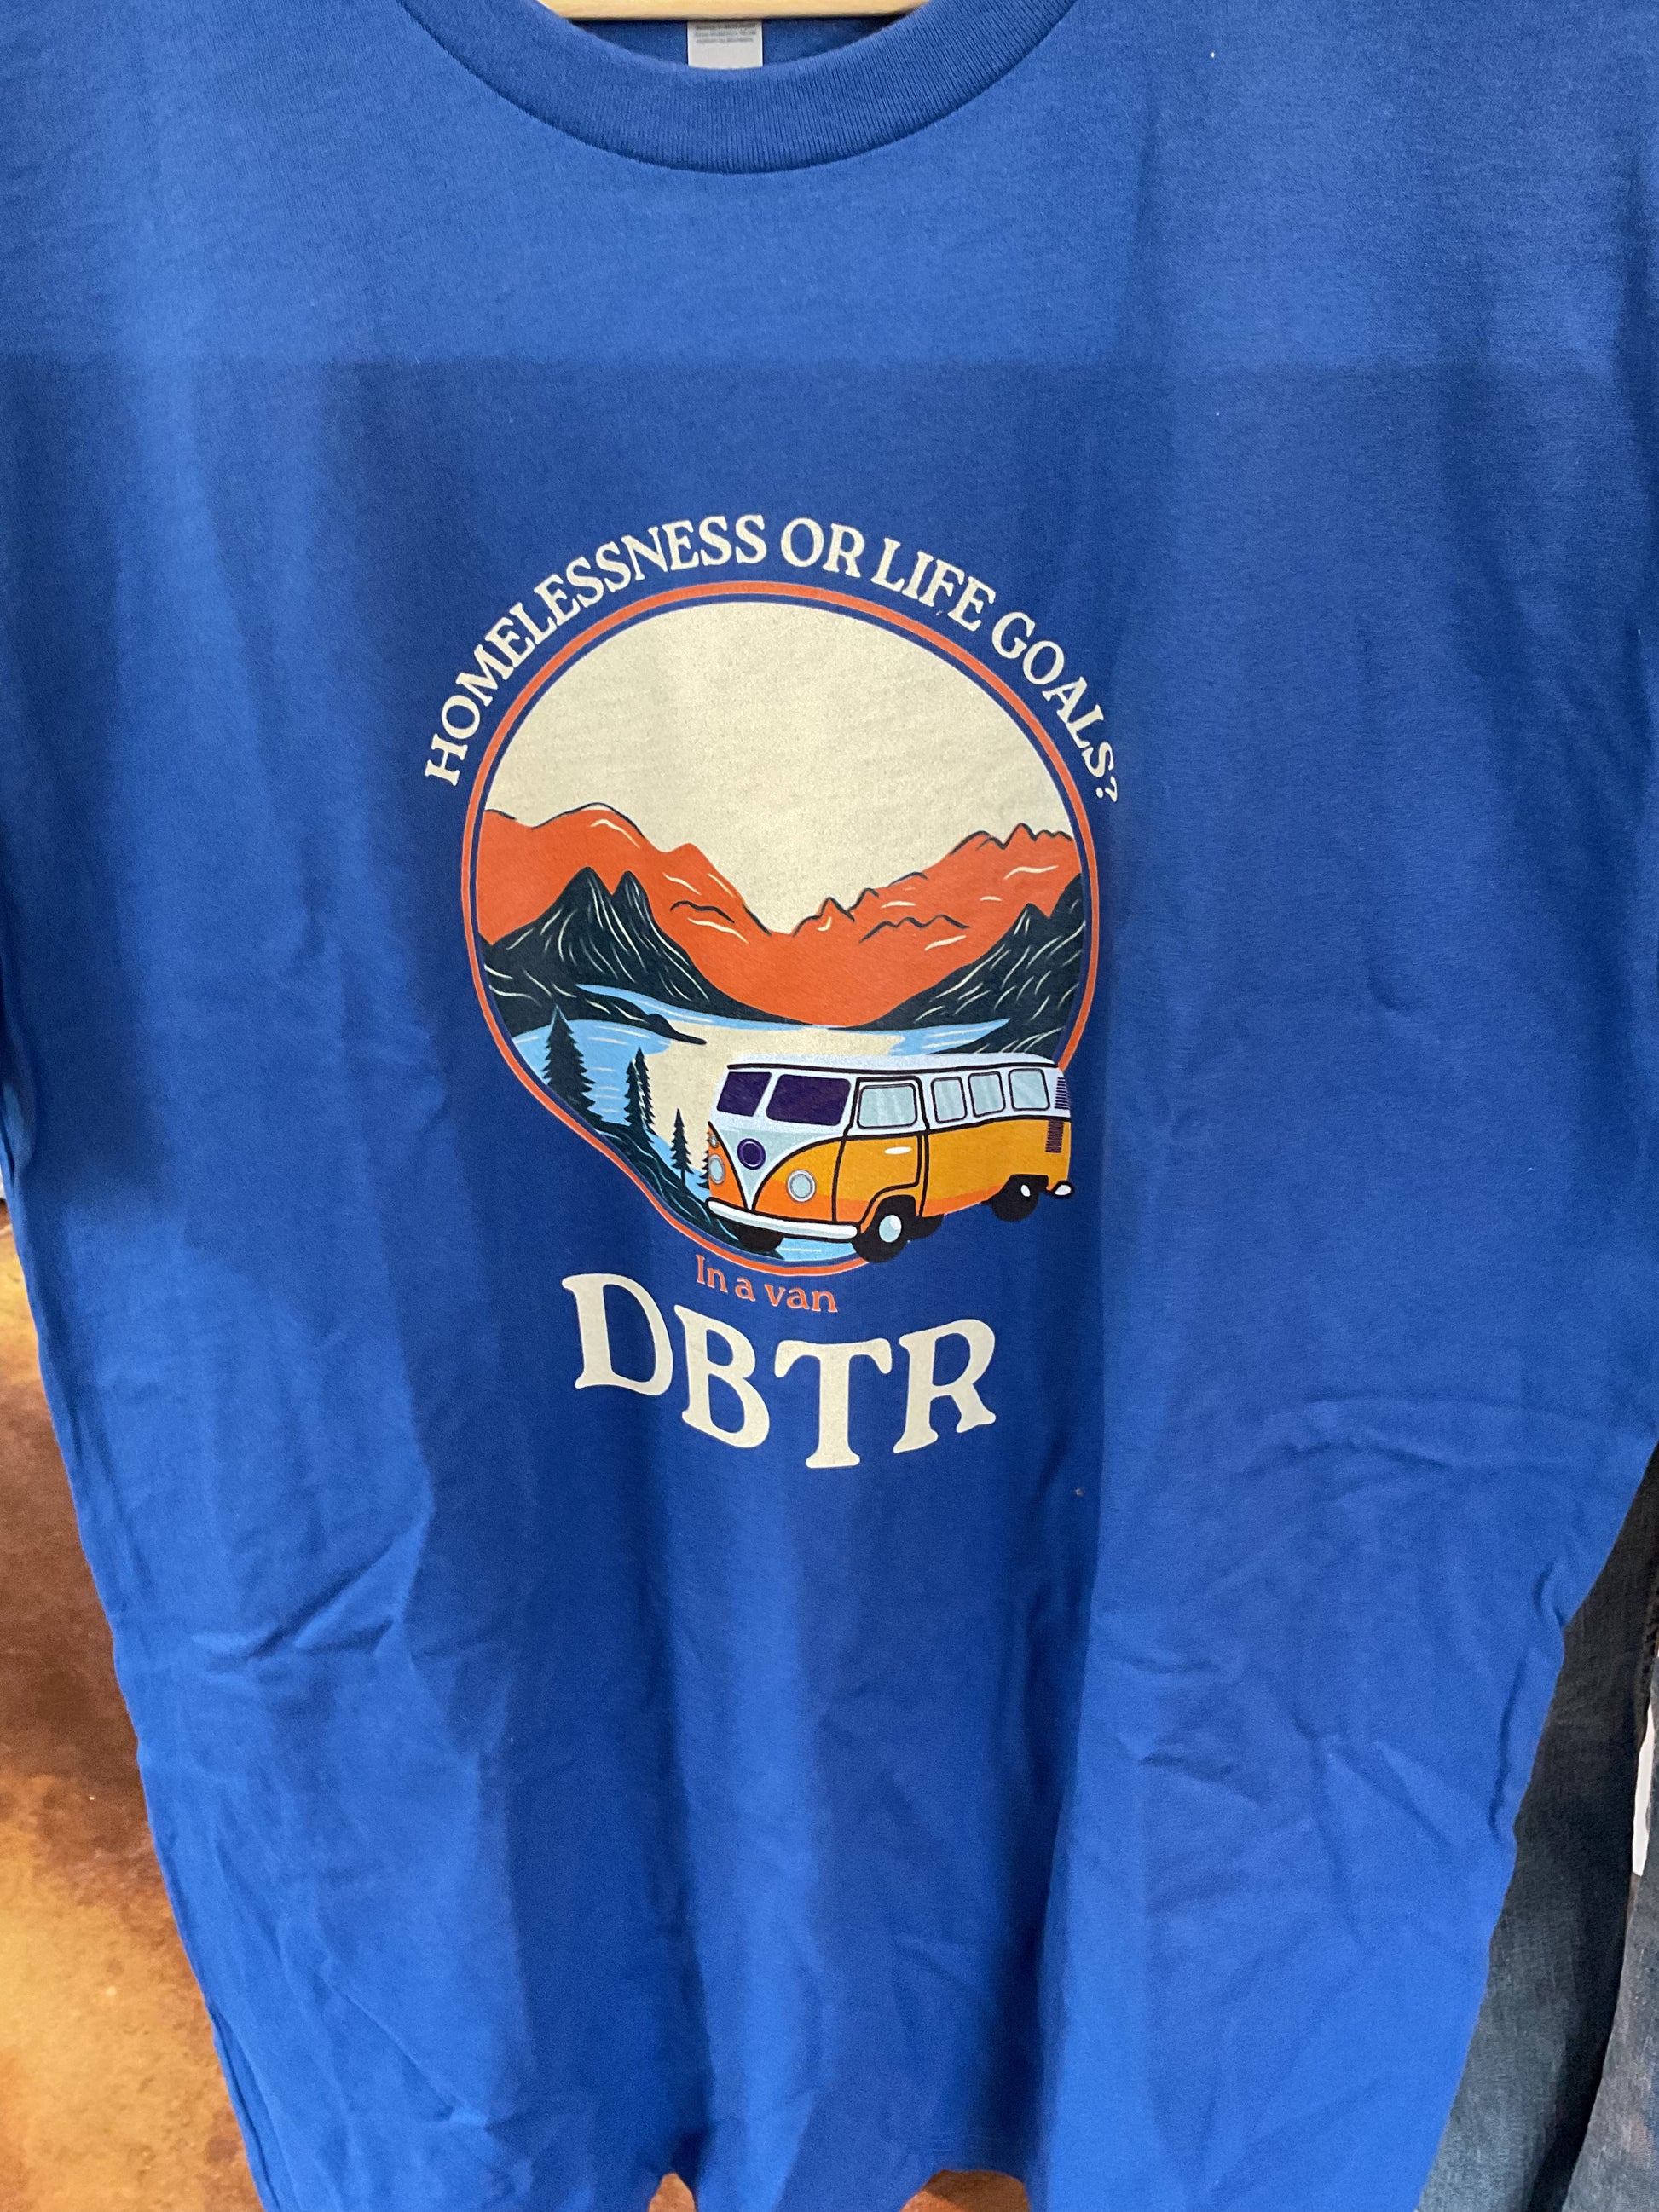 HOMELESSNESS OR LIFE GOALS?
In a van
DBTR